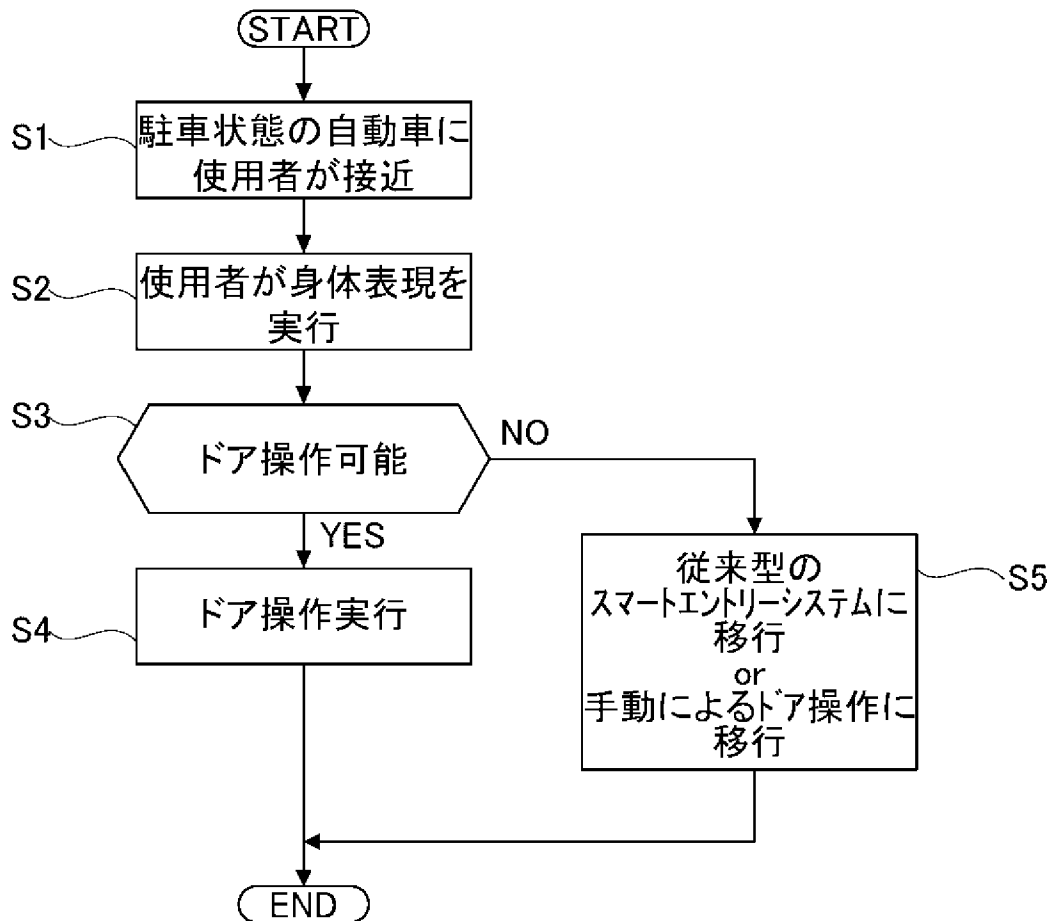 START
S1
駐車状態の自動車に
使用者が接近
S2
使用者が身体表現を
実行
S3
ドア操作可能
NO
YES
S4
ドア操作実行
従来型の
スマートエントリーシステムに
移行
or
手動によるドア操作に
移行
S5
END